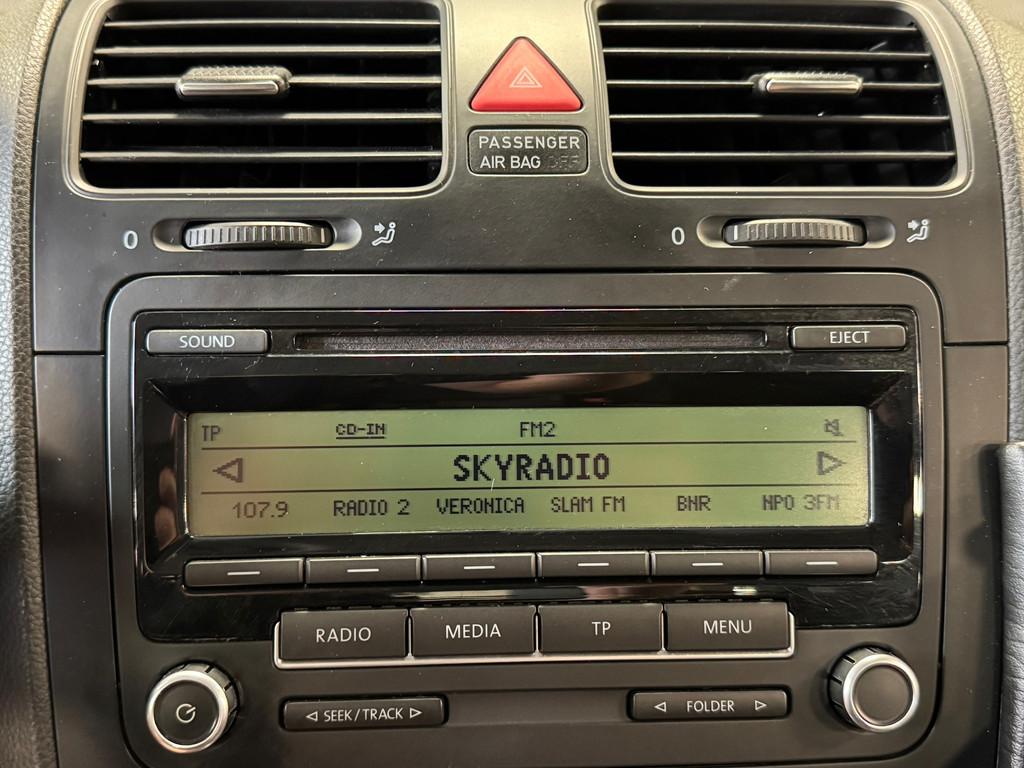 PASSENGER
AIR BAG OFF
0 0
SOUND EJECT
TP CD-IN FM2
SKYRADIO
107.9 RADIO 2 VERONICA SLAM FM BNR NPO 3FM
RADIO MEDIA TP MENU
SEEK/TRACK FOLDER